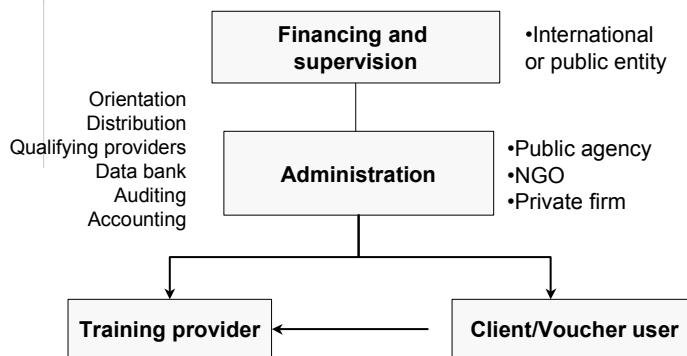 Financing and
supervision
•International
or public entity
Orientation
Distribution
Qualifying providers
Data bank
Auditing
Accounting
Administration
•Public agency
•NGO
•Private firm
Training provider
Client/Voucher user